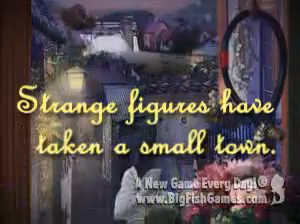 Strange figures have
taken a small town.
A New Game Every Day!®
www.BigFishGames.com